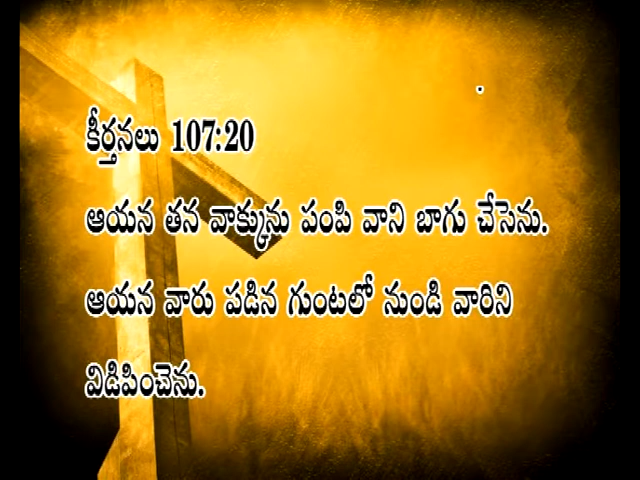 కీర్తనలు 107:20
ఆయన తన వాక్కును పంపి వాని బాగు చేసెను.
ఆయన వారు పడిన గుంటలో నుండి వారిని
విడిపించెను.